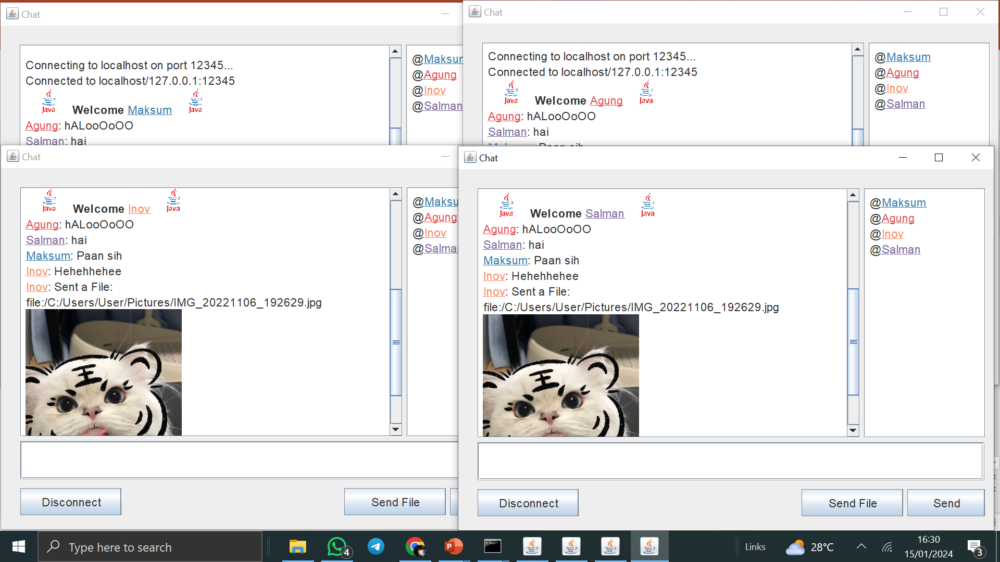 Chat
Connecting to localhost on port 12345...
Connected to localhost/127.0.0.1:12345
Java Welcome Maksum Java
Agung: hALooOoOO
Salman: hai
@Maksum
@Agung
@Inov
@Salman
Chat
Connecting to localhost on port 12345...
Connected to localhost/127.0.0.1:12345
Java Welcome Agung Java
Agung: hALooOoOO
Salman: hai
@Maksum
@Agung
@Inov
@Salman
Chat
Java Welcome Inov Java
Agung: hALooOoOO
Salman: hai
Maksum: Paan sih
Inov: Hehehhehee
Inov: Sent a File:
file:/C:/Users/User/Pictures/IMG_20221106_192629.jpg
王
@Maksu
@Agung
@Inov
@Salma
Disconnect
Send File
Chat
Java Welcome Salman Java
Agung: hALooOoOO
Salman: hai
Maksum: Paan sih
Inov: Hehehhehee
Inov: Sent a File:
file:/C:/Users/User/Pictures/IMG_20221106_192629.jpg
王
@Maksum
@Agung
@Inov
@Salman
Disconnect
Send File
Send
Type here to search
4
P
C:\
Links
28°C
16:30
15/01/2024
3